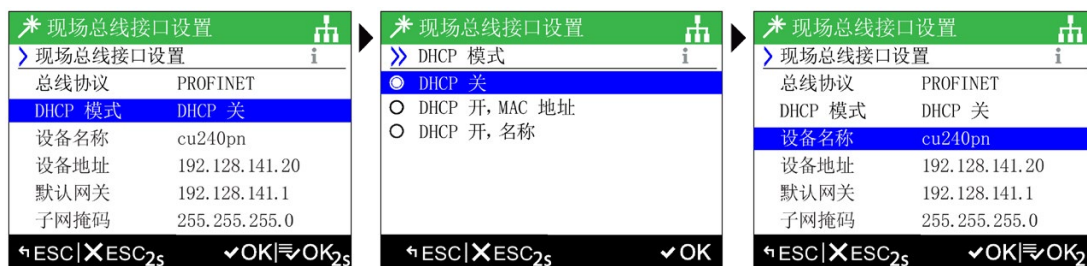 现场总线接口设置
现场总线接口设置
总线协议 PROFINET
DHCP 模式 DHCP 关
设备名称 cu240pn
设备地址 192.128.141.20
默认网关 192.128.141.1
子网掩码 255.255.255.0
ESC|ESC2s OK|OK2s
现场总线接口设置
DHCP 模式
DHCP 关
DHCP 开, MAC 地址
DHCP 开, 名称
ESC|ESC2s OK
现场总线接口设置
现场总线接口设置
总线协议 PROFINET
DHCP 模式 DHCP 关
设备名称 cu240pn
设备地址 192.128.141.20
默认网关 192.128.141.1
子网掩码 255.255.255.0
ESC|ESC2s OK|OK2